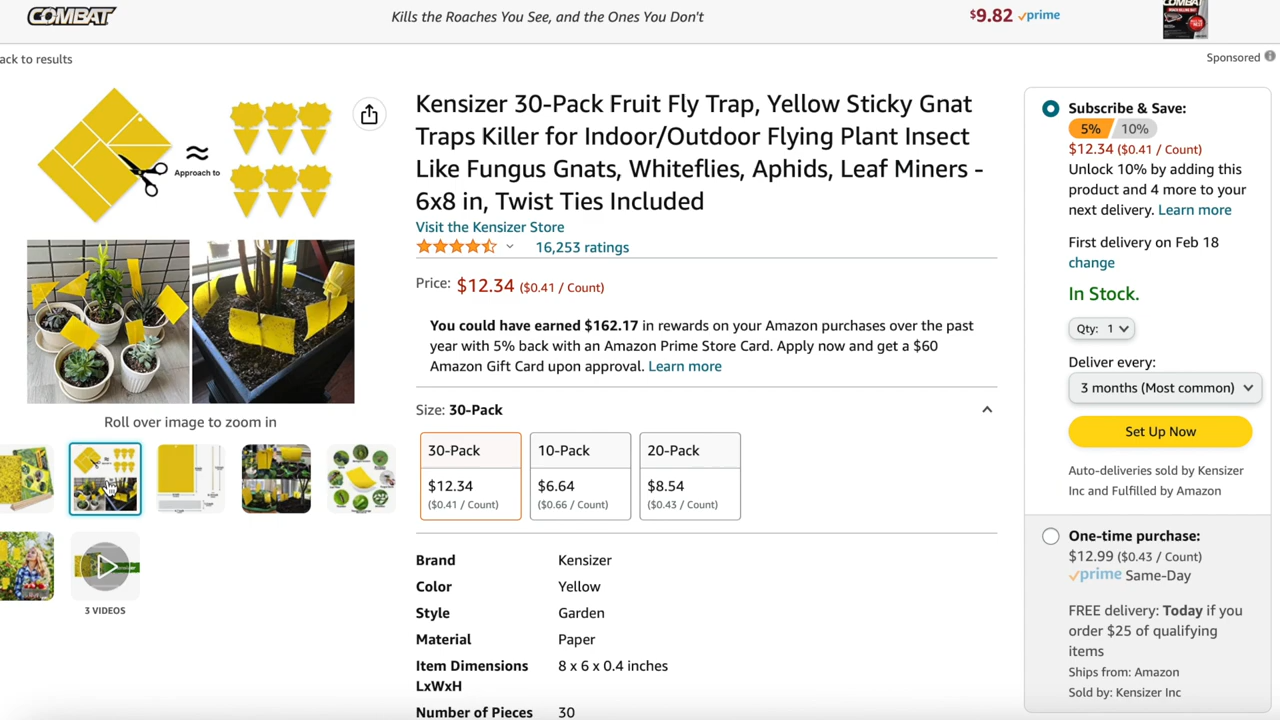 COMBAT
Kills the Roaches You See, and the Ones You Don't
$9.82 prime
COMBAT
ack to results
Sponsored
Approach to
Roll over image to zoom in
3 VIDEOS
Kensizer 30-Pack Fruit Fly Trap, Yellow Sticky Gnat
Traps Killer for Indoor/Outdoor Flying Plant Insect
Like Fungus Gnats, Whiteflies, Aphids, Leaf Miners -
6x8 in, Twist Ties Included
Visit the Kensizer Store
16,253 ratings
Price: $12.34 ($0.41 / Count)
You could have earned $162.17 in rewards on your Amazon purchases over the past
year with 5% back with an Amazon Prime Store Card. Apply now and get a $60
Amazon Gift Card upon approval. Learn more
Size: 30-Pack
30-Pack
$12.34
($0.41 / Count)
10-Pack
$6.64
($0.66 / Count)
20-Pack
$8.54
($0.43 / Count)
Brand Kensizer
Color Yellow
Style Garden
Material Paper
Item Dimensions 8 x 6 x 0.4 inches
LxWxH
Number of Pieces 30
Subscribe & Save:
5% 10%
$12.34 ($0.41 / Count)
Unlock 10% by adding this
product and 4 more to your
next delivery. Learn more
First delivery on Feb 18
change
In Stock.
Qty: 1
Deliver every:
3 months (Most common)
Set Up Now
Auto-deliveries sold by Kensizer
Inc and Fulfilled by Amazon
One-time purchase:
$12.99 ($0.43 / Count)
prime Same-Day
FREE delivery: Today if you
order $25 of qualifying
items
Ships from: Amazon
Sold by: Kensizer Inc